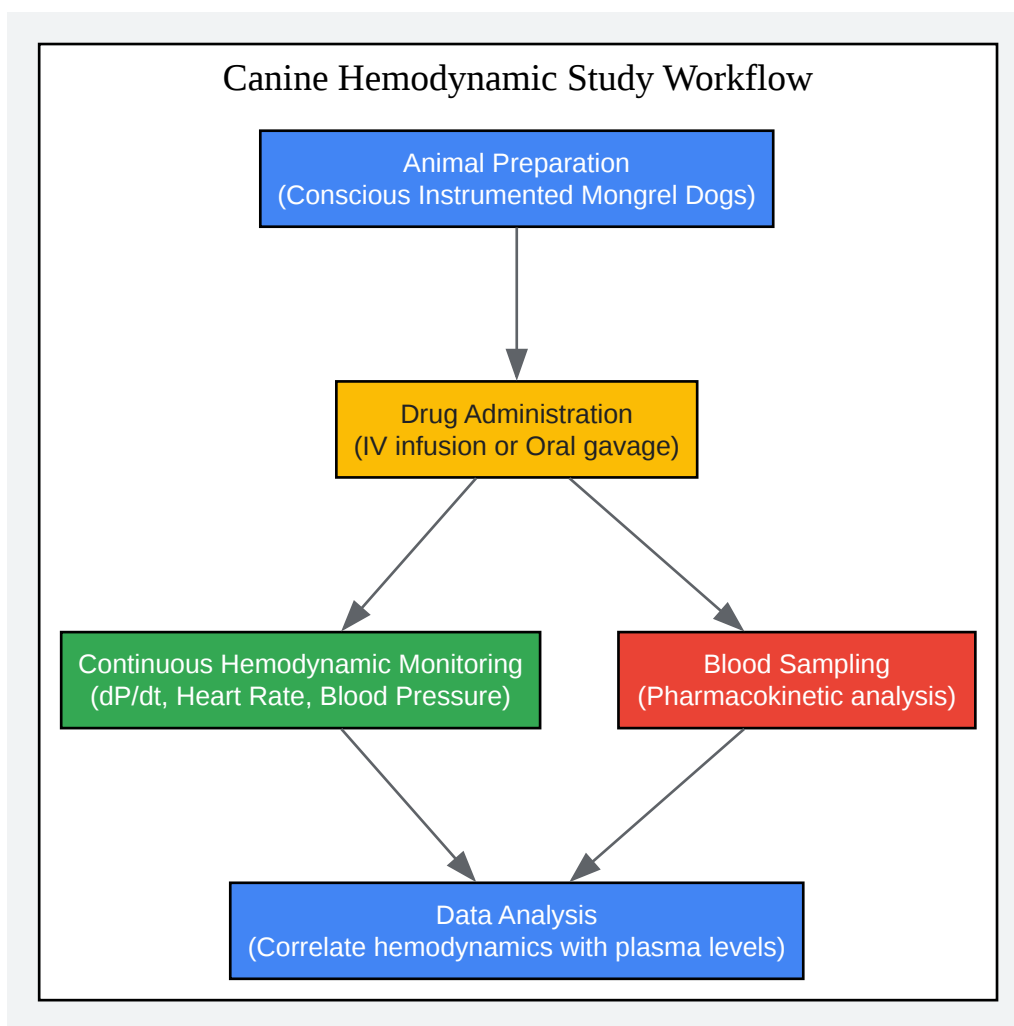 Canine Hemodynamic Study Workflow
Animal Preparation
(Conscious Instrumented Mongrel Dogs)
Drug Administration
(IV infusion or Oral gavage)
Continuous Hemodynamic Monitoring
(dP/dt, Heart Rate, Blood Pressure)
Blood Sampling
(Pharmacokinetic analysis)
Data Analysis
(Correlate hemodynamics with plasma levels)